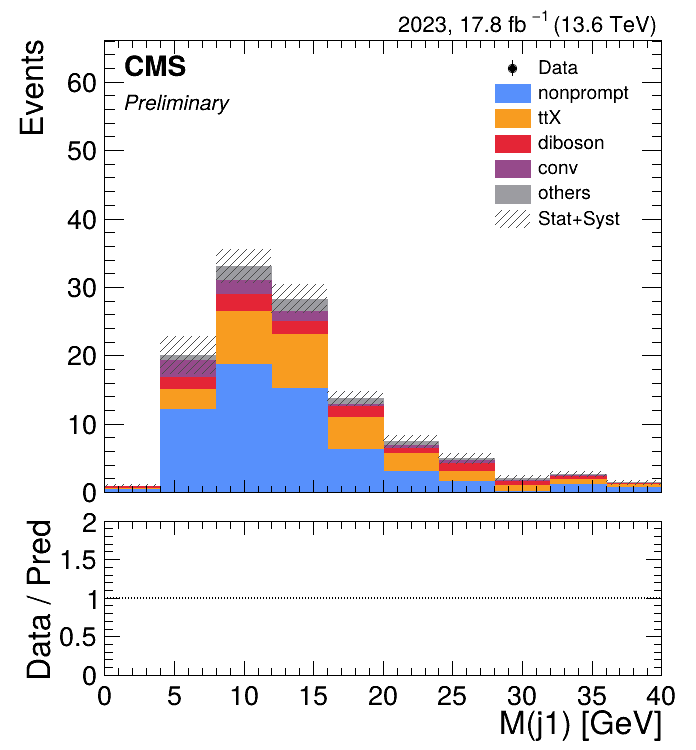 2023, 17.8 fb⁻¹ (13.6 TeV)
CMS
Preliminary
Data
nonprompt
ttX
diboson
conv
others
Stat+Syst
Events
60
50
40
30
20
10
0
Data / Pred
2
1.5
1
0.5
0
0 5 10 15 20 25 30 35 40
M(j1) [GeV]